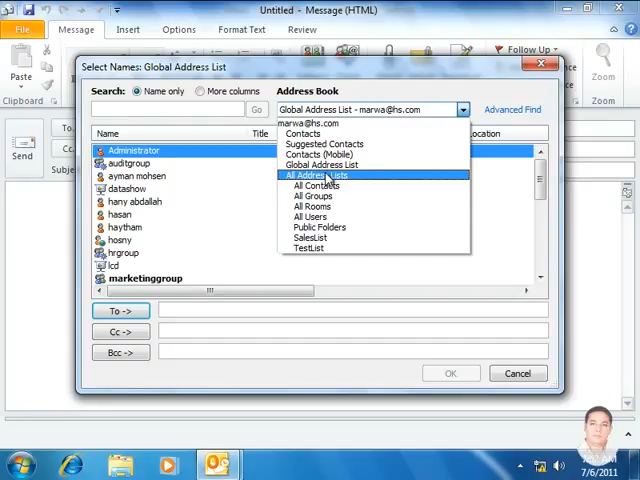 Untitled - Message (HTML)
File
Message
Insert
Options
Format Text
Review
Paste
Clipboard
Follow Up
Zoom
Zoom
Select Names: Global Address List
Search:
Name only
More columns
Address Book
Go
Global Address List - marwa@hs.com
Advanced Find
Name
Title
Location
marwa@hs.com
Contacts
Suggested Contacts
Contacts (Mobile)
Global Address List
All Address Lists
All Contacts
All Groups
All Rooms
All Users
Public Folders
SalesList
TestList
Administrator
auditgroup
ayman mohsen
datashow
hany abdallah
hasan
haytham
hosny
hrgroup
lcd
marketinggroup
Send
To ->
Cc ->
Bcc ->
OK
Cancel
7/6/2011